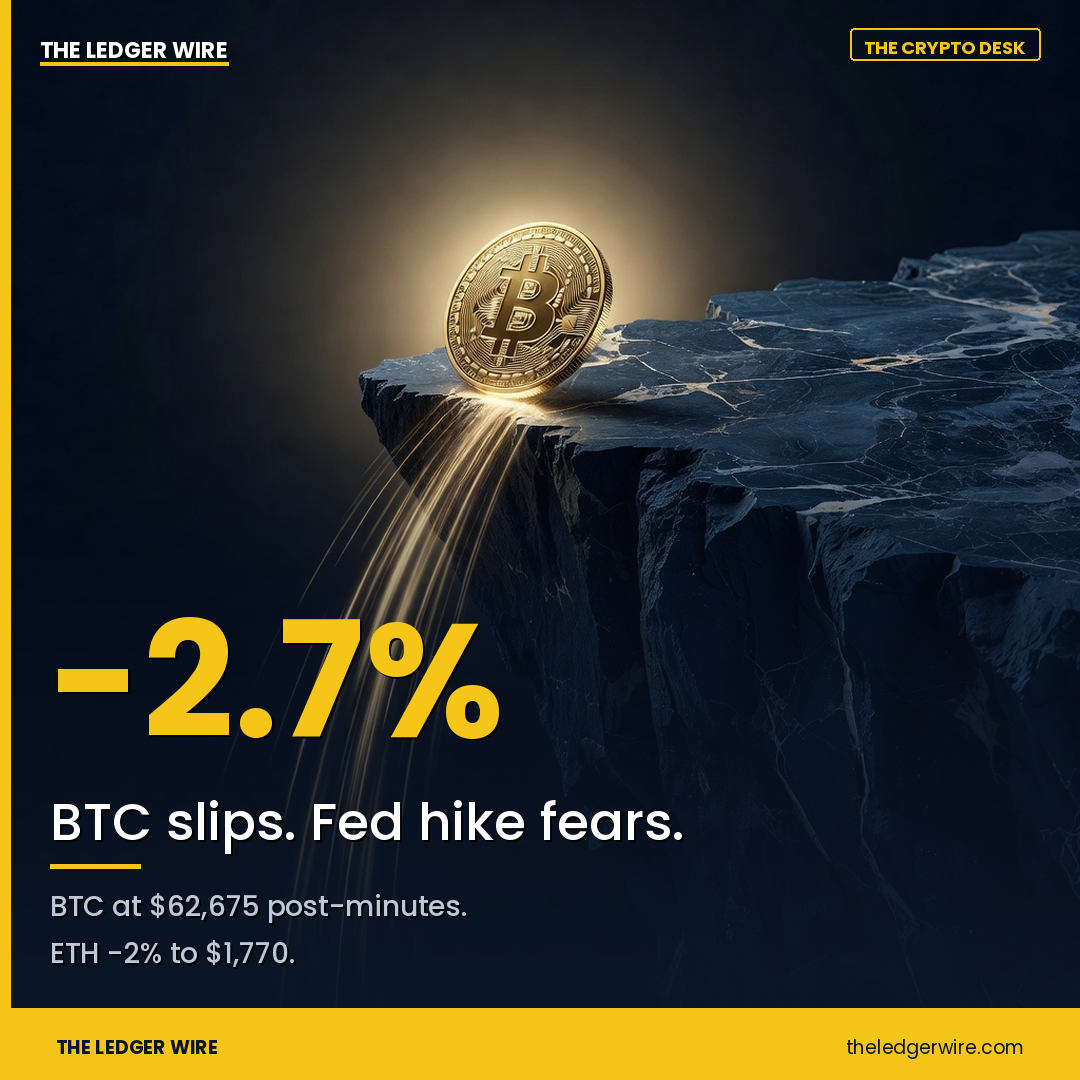 THE LEDGER WIRE
THE CRYPTO DESK
-2.7%
BTC slips. Fed hike fears.
BTC at $62,675 post-minutes.
ETH -2% to $1,770.
THE LEDGER WIRE
theledgerwire.com